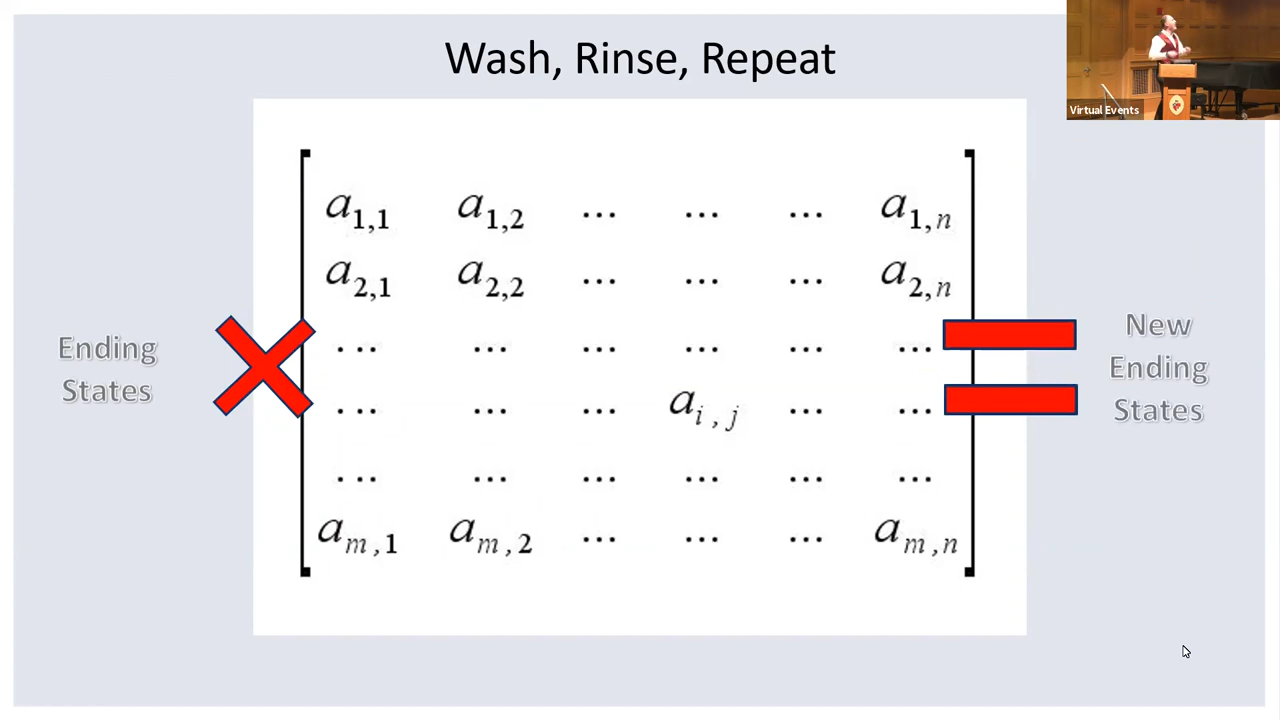 Wash, Rinse, Repeat
Virtual Events
a1,1 a1,2 ... ... ... a1,n
a2,1 a2,2 ... ... ... a2,n
... ... ... ... ... ...
... ... ... ai,j ... ...
... ... ... ... ... ...
am,1 am,2 ... ... ... am,n
Ending
States
New
Ending
States